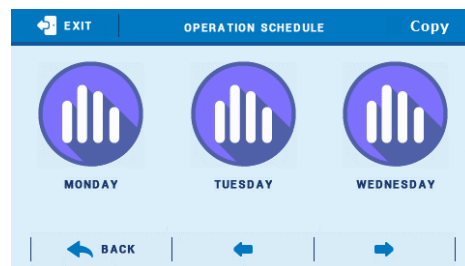 EXIT
OPERATION SCHEDULE
Copy
MONDAY
TUESDAY
WEDNESDAY
BACK